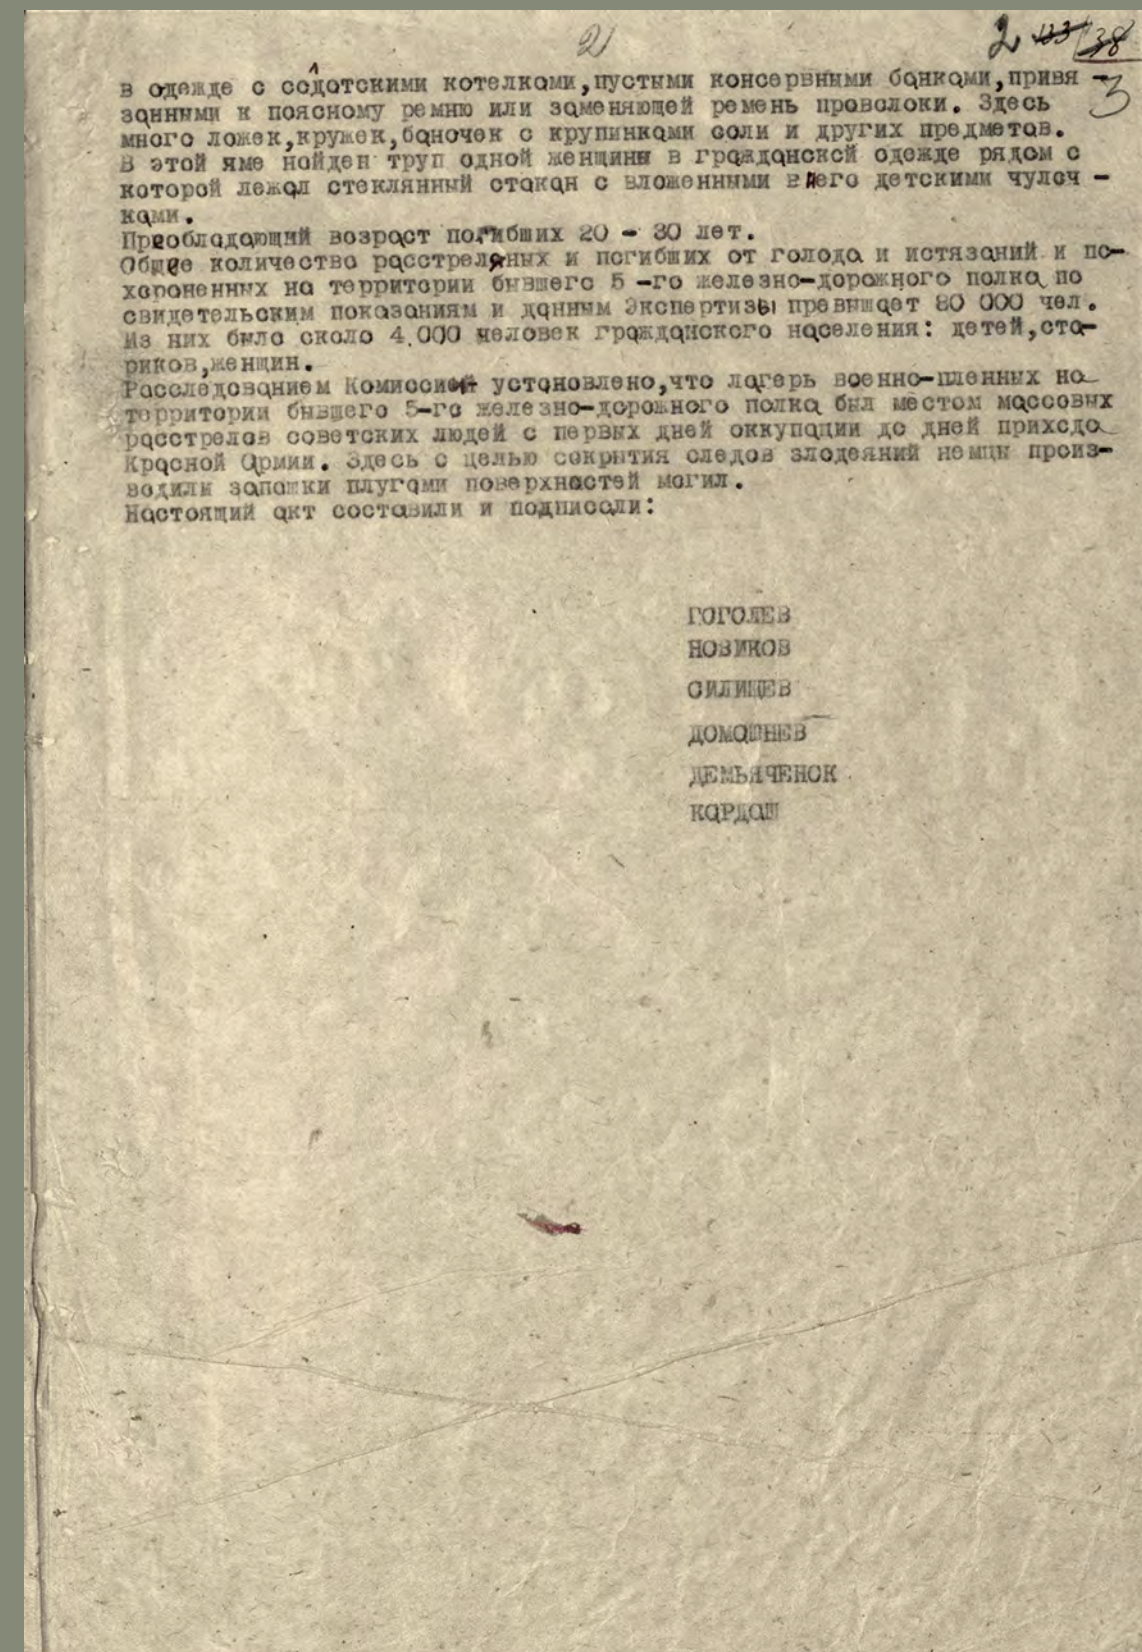 2
2 133 138
3
в одежде с солдатскими котелками,пустыми консервными банками,привя -
занными к поясному ремню или заменяющей ремень проволоки. Здесь
много ложек,кружек,баночек с крупинками соли и других предметов.
В этой яме найден труп одной женщины в гражданской одежде рядом с
которой лежал стеклянный стакан с вложенными в него детскими чулоч -
ками.
Преобладающий возраст погибших 20 - 30 лет.
Общее количество расстреляных и погибших от голода и истязаний и по-
хороненных на территории бывшего 5 -го железно-дорожного полка по
свидетельским показаниям и данным Экспертизы превышает 80 000 чел.
Из них было около 4.000 человек гражданского населения: детей,ста-
риков,женщин.
Расследованием Комиссии установлено,что лагерь военно-пленных на
территории бывшего 5-го железно-дорожного полка был местом массовых
расстрелов советских людей с первых дней оккупации до дней прихода
Красной Армии. Здесь с целью сокрытия следов злодеяний немцы произ-
водили запашки плугами поверхностей могил.
Настоящий акт составили и подписали:
ГОГОЛЕВ
НОВИКОВ
СИЛИЩЕВ
ДОМАШНЕВ
ДЕМЬЯЧЕНОК
КАРДАШ